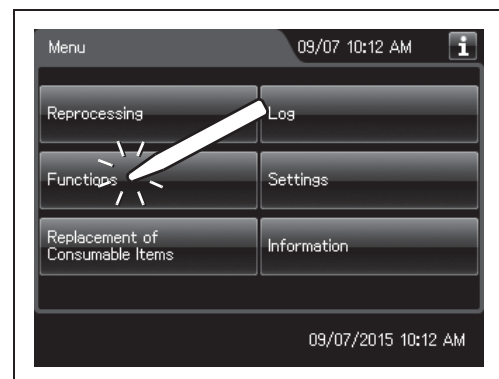 Menu
09/07 10:12 AM
i
Reprocessing
Log
Functions
Settings
Replacement of
Consumable Items
Information
09/07/2015 10:12 AM